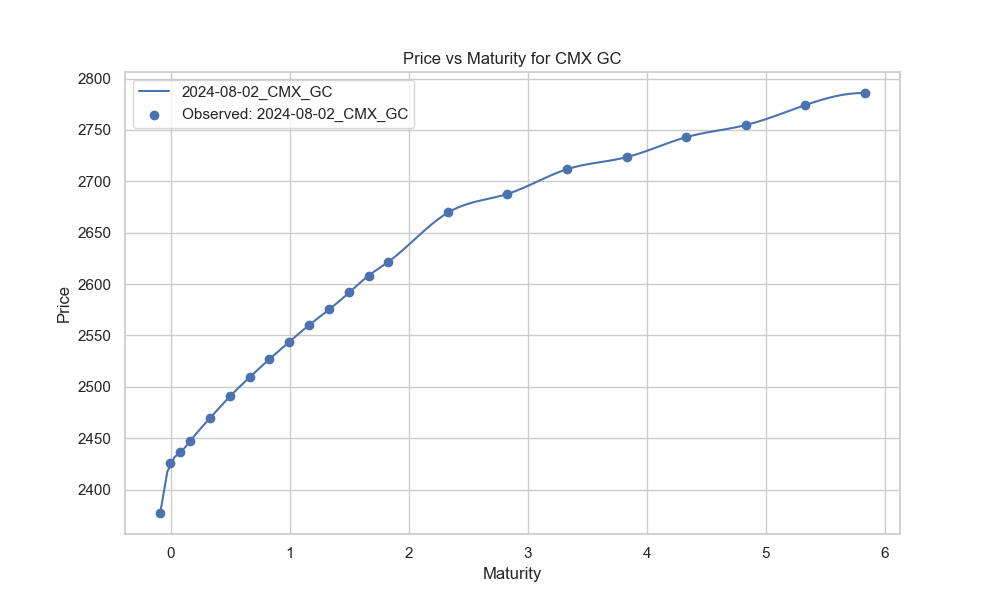 Price vs Maturity for CMX GC
2024-08-02_CMX_GC
Observed: 2024-08-02_CMX_GC
2800
2750
2700
2650
2600
2550
2500
2450
2400
Price
0 1 2 3 4 5 6
Maturity